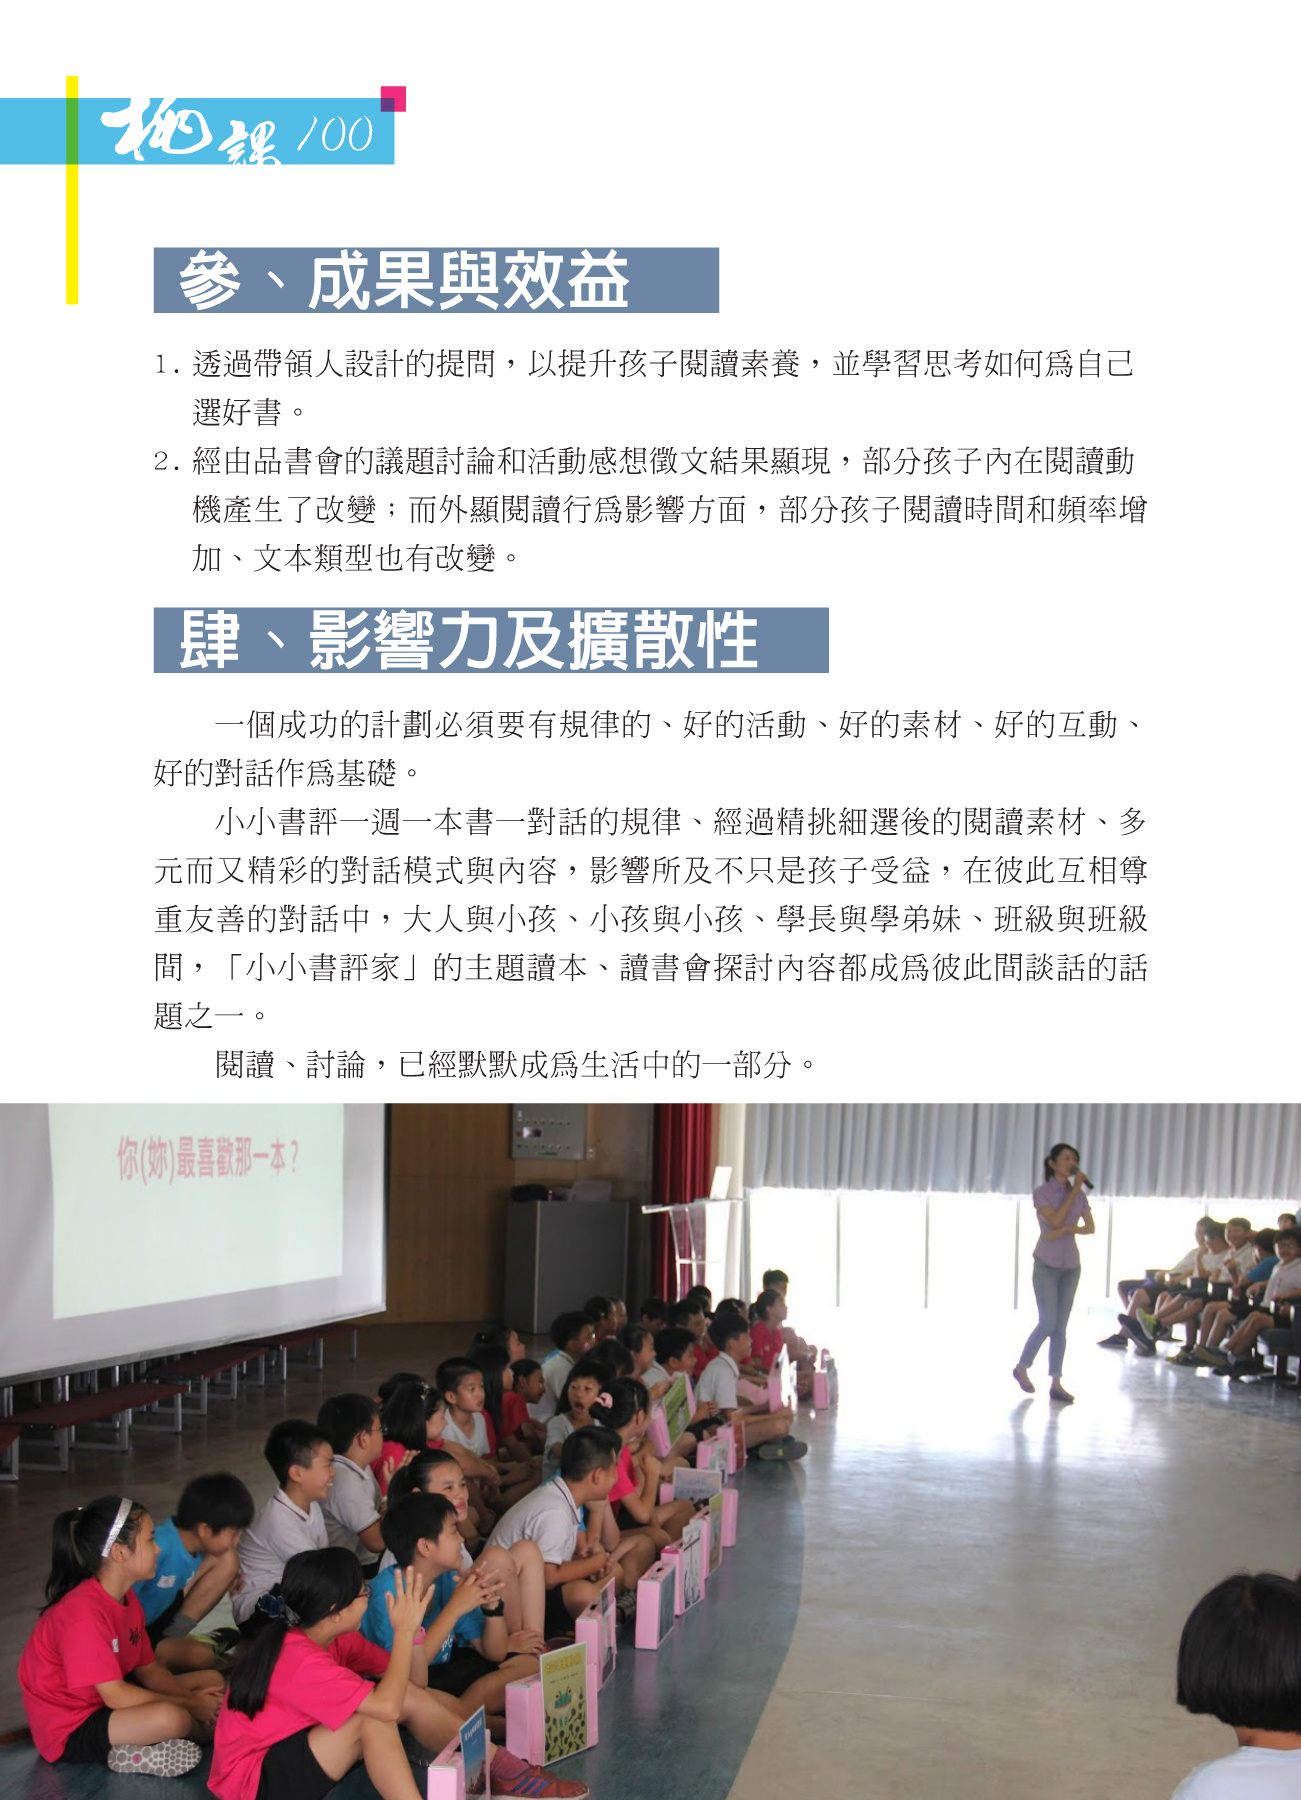 桃課100
參、成果與效益
1. 透過帶領人設計的提問，以提升孩子閱讀素養，並學習思考如何為自己
選好書。
2. 經由品書會的議題討論和活動感想徵文結果顯現，部分孩子內在閱讀動
機產生了改變；而外顯閱讀行為影響方面，部分孩子閱讀時間和頻率增
加、文本類型也有改變。
肆、影響力及擴散性
一個成功的計劃必須要有規律的、好的活動、好的素材、好的互動、
好的對話作為基礎。
小小書評一週一本書一對話的規律、經過精挑細選後的閱讀素材、多
元而又精彩的對話模式與內容，影響所及不只是孩子受益，在彼此互相尊
重友善的對話中，大人與小孩、小孩與小孩、學長與學弟妹、班級與班級
間，「小小書評家」的主題讀本、讀書會探討內容都成為彼此間談話的話
題之一。
閱讀、討論，已經默默成為生活中的一部分。
你(妳)最喜歡那一本？